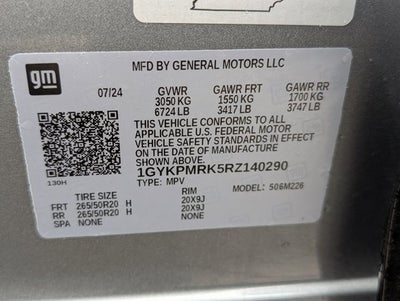 gm
MFD BY GENERAL MOTORS LLC
07/24 GVWR GAWR FRT GAWR RR
3050 KG 1550 KG 1700 KG
6724 LB 3417 LB 3747 LB
THIS VEHICLE CONFORMS TO ALL
APPLICABLE U.S. FEDERAL MOTOR
VEHICLE SAFETY STANDARDS IN EFFECT
ON THE DATE OF MANUFACTURE SHOWN ABOVE.
1GYKPMRK5RZ140290
130H TYPE: MPV MODEL: 506M226
TIRE SIZE RIM
FRT 265/50R20 H 20X9J
RR 265/50R20 H 20X9J
SPA NONE NONE